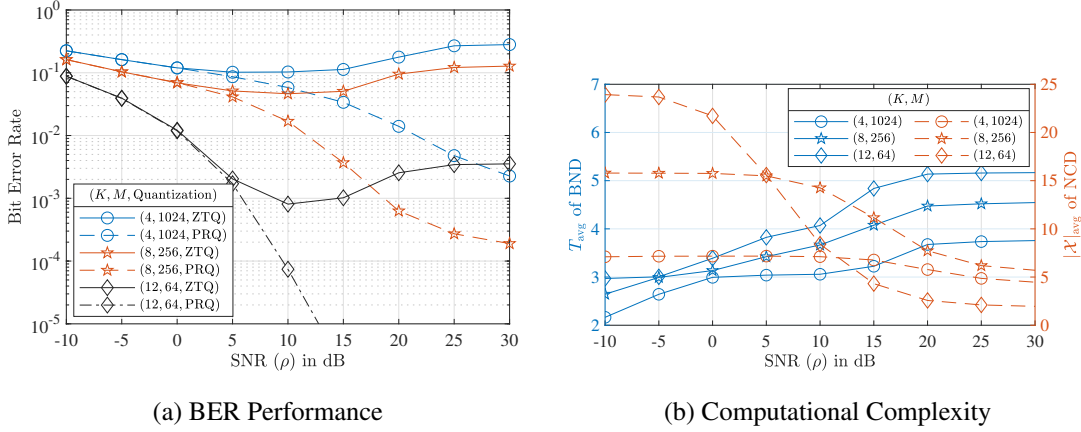 10^0
10^-1
10^-2
10^-3
10^-4
10^-5
Bit Error Rate
(K, M, Quantization)
(4, 1024, ZTQ)
(4, 1024, PRQ)
(8, 256, ZTQ)
(8, 256, PRQ)
(12, 64, ZTQ)
(12, 64, PRQ)
-10 -5 0 5 10 15 20 25 30
SNR (ρ) in dB
(a) BER Performance
7
6
5
4
3
2
T_avg of BND
(K, M)
(4, 1024) (4, 1024)
(8, 256) (8, 256)
(12, 64) (12, 64)
25
20
15
10
5
0
|𝒳|_avg of NCD
-10 -5 0 5 10 15 20 25 30
SNR (ρ) in dB
(b) Computational Complexity